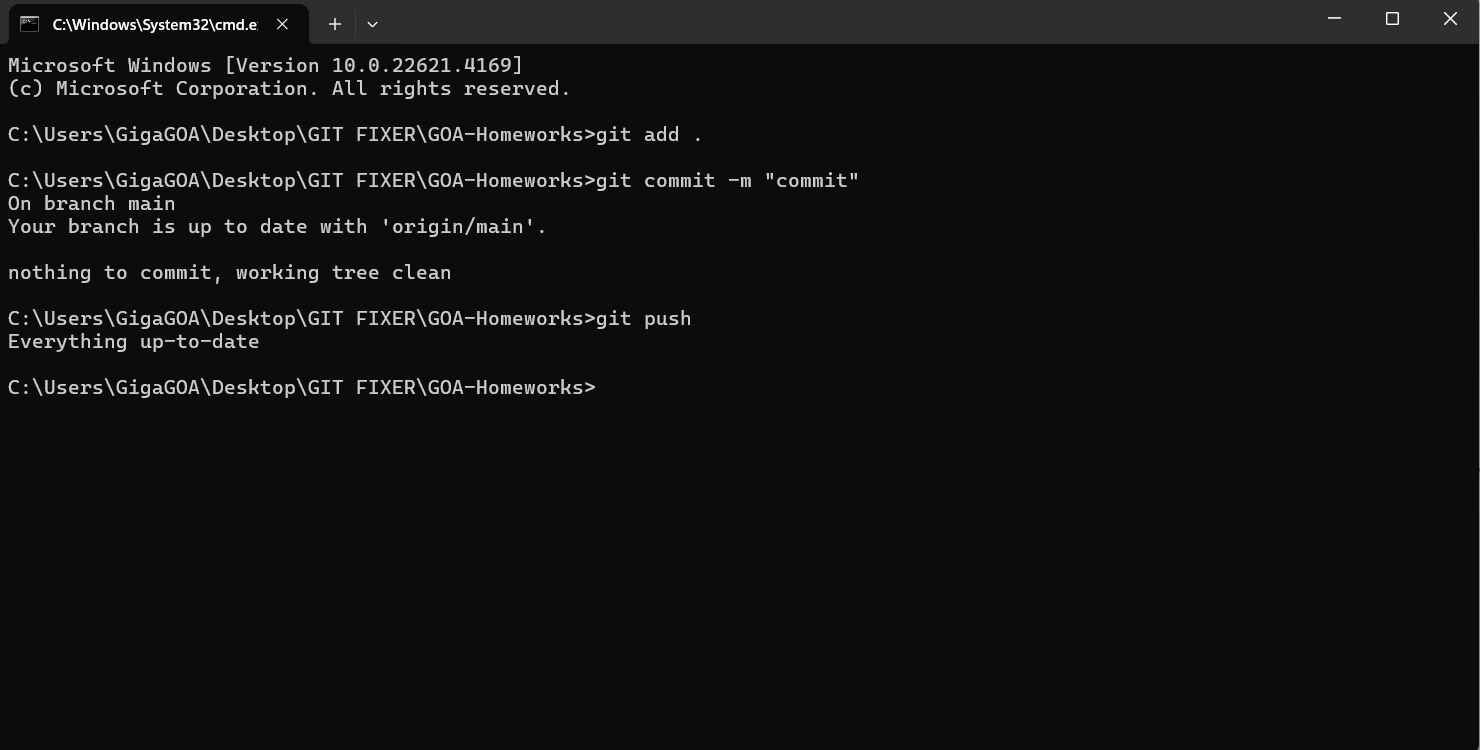 C:\Windows\System32\cmd.e
Microsoft Windows [Version 10.0.22621.4169]
(c) Microsoft Corporation. All rights reserved.
C:\Users\GigaGOA\Desktop\GIT FIXER\GOA-Homeworks>git add .
C:\Users\GigaGOA\Desktop\GIT FIXER\GOA-Homeworks>git commit -m "commit"
On branch main
Your branch is up to date with 'origin/main'.
nothing to commit, working tree clean
C:\Users\GigaGOA\Desktop\GIT FIXER\GOA-Homeworks>git push
Everything up-to-date
C:\Users\GigaGOA\Desktop\GIT FIXER\GOA-Homeworks>